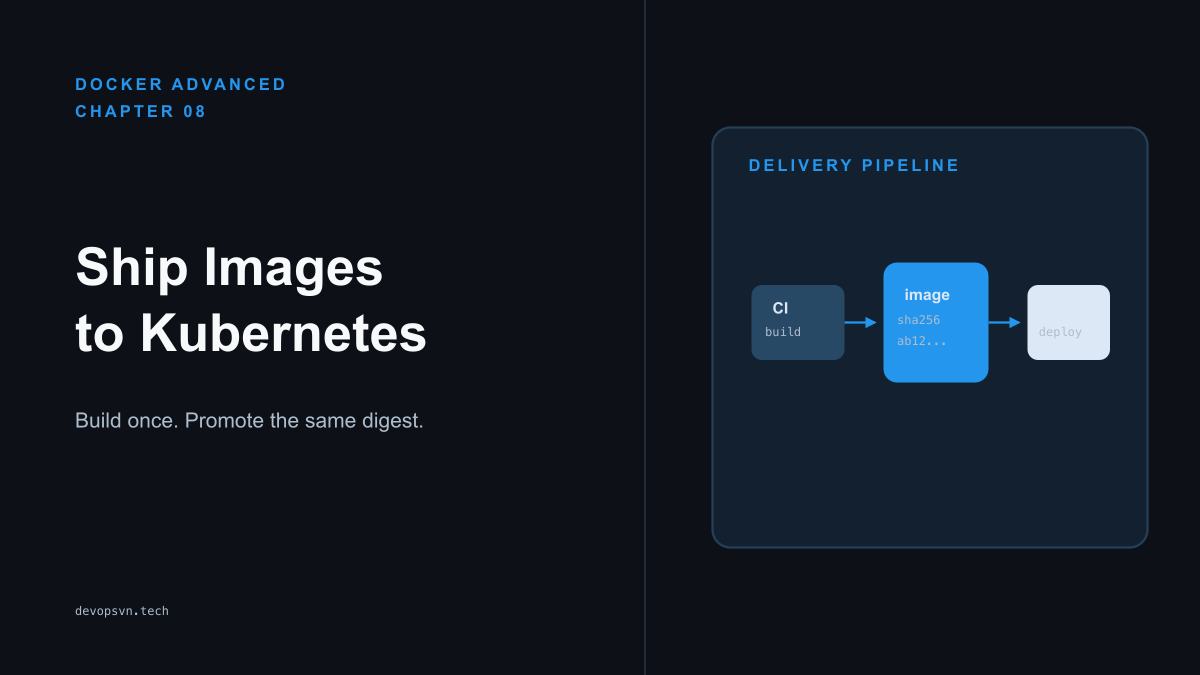 DOCKER ADVANCED
CHAPTER 08
Ship Images
to Kubernetes
Build once. Promote the same digest.
devopsvn.tech
DELIVERY PIPELINE
CI
build
image
sha256
ab12...
deploy